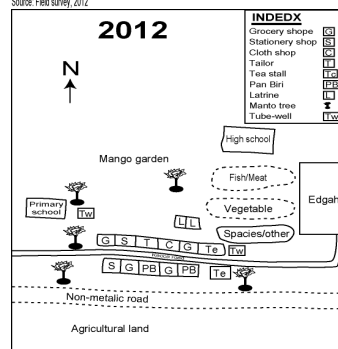 Source: Field survey, 2012
2012
INDEDX
Grocery shope G
Stationery shop S
Cloth shop C
Tailor T
Tea stall Tc
Pan Biri PB
Latrine L
Manto tree
Tube-well Tw
N
High school
Mango garden
Fish/Meat
Edgah
Primary
school
Tw
Vegetable
L L
Spacies/other
G S T C G Te Tw
S G PB G PB Te
Non-metalic road
Agricultural land